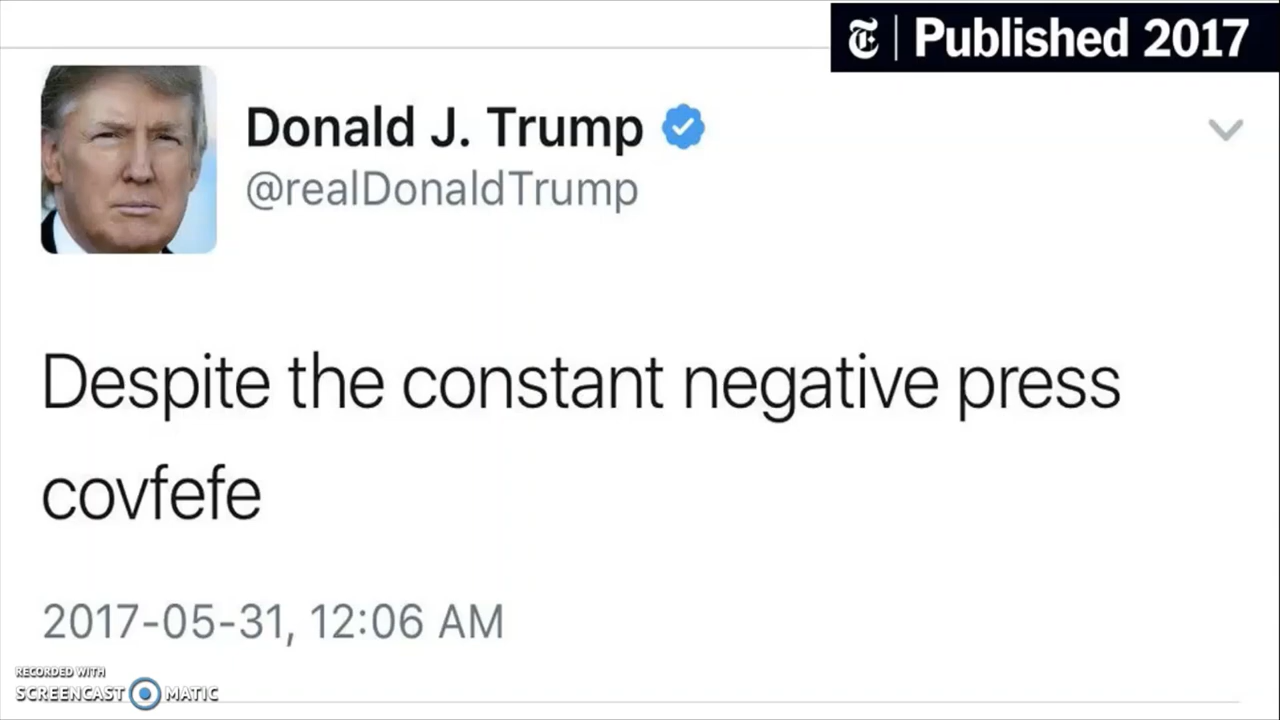 T | Published 2017
Donald J. Trump
@realDonaldTrump
Despite the constant negative press
covfefe
2017-05-31, 12:06 AM
RECORDED WITH
SCREENCAST MATIC